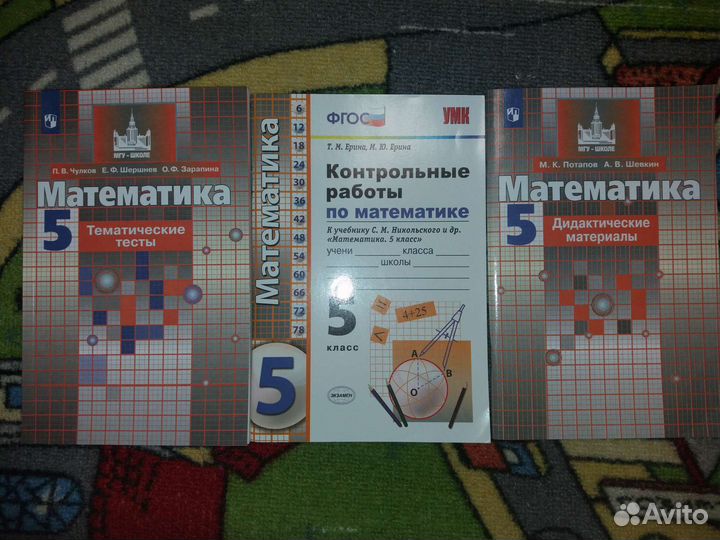 МГУ - ШКОЛЕ
П. В. Чулков Е. Ф. Шершнев О. Ф. Зарапина
Математика
5
Тематические
тесты
Математика
5
6
12
18
24
30
36
42
48
54
60
66
72
78
ФГОС
УМК
Т. М. Ерина, М. Ю. Ерина
Контрольные
работы
по математике
К учебнику С. М. Никольского и др.
«Математика. 5 класс»
учени класса
школы
5
класс
4+25
А
В
О
ЭКЗАМЕН
МГУ - ШКОЛЕ
М. К. Потапов А. В. Шевкин
Математика
5
Дидактические
материалы
Avito